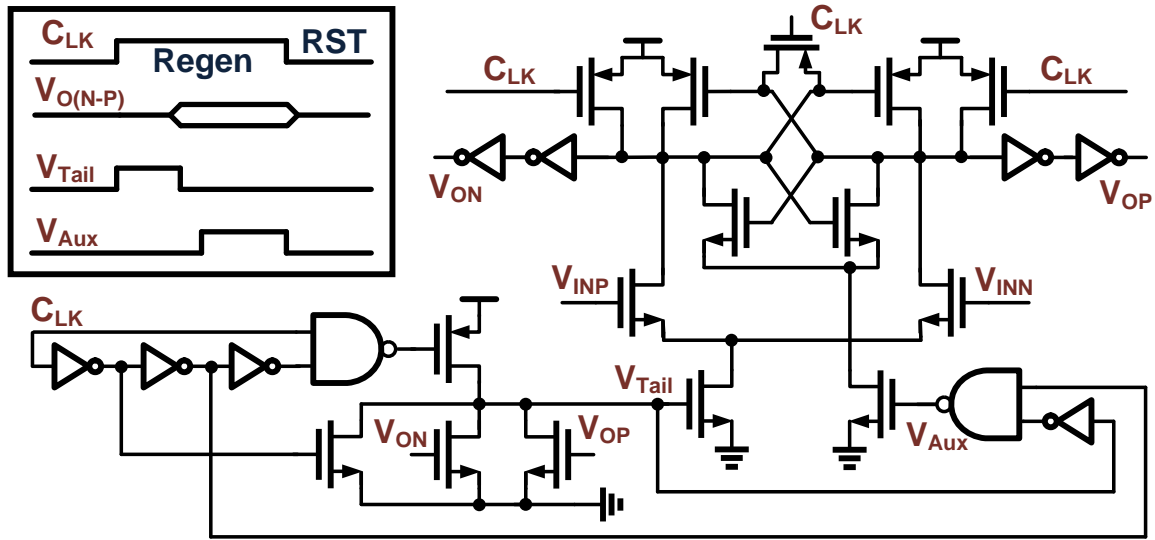 CLK
RST
Regen
VO(N-P)
VTail
VAux
CLK
CLK
CLK
VON
VOP
VINP
VINN
CLK
VTail
VON
VOP
VAux